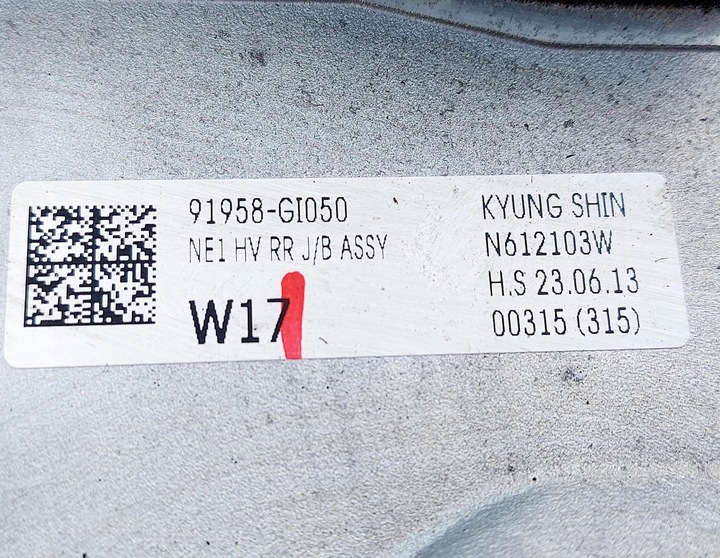 91958-GI050
NE1 HV RR J/B ASSY
W17
KYUNG SHIN
N612103W
H.S 23.06.13
00315 (315)